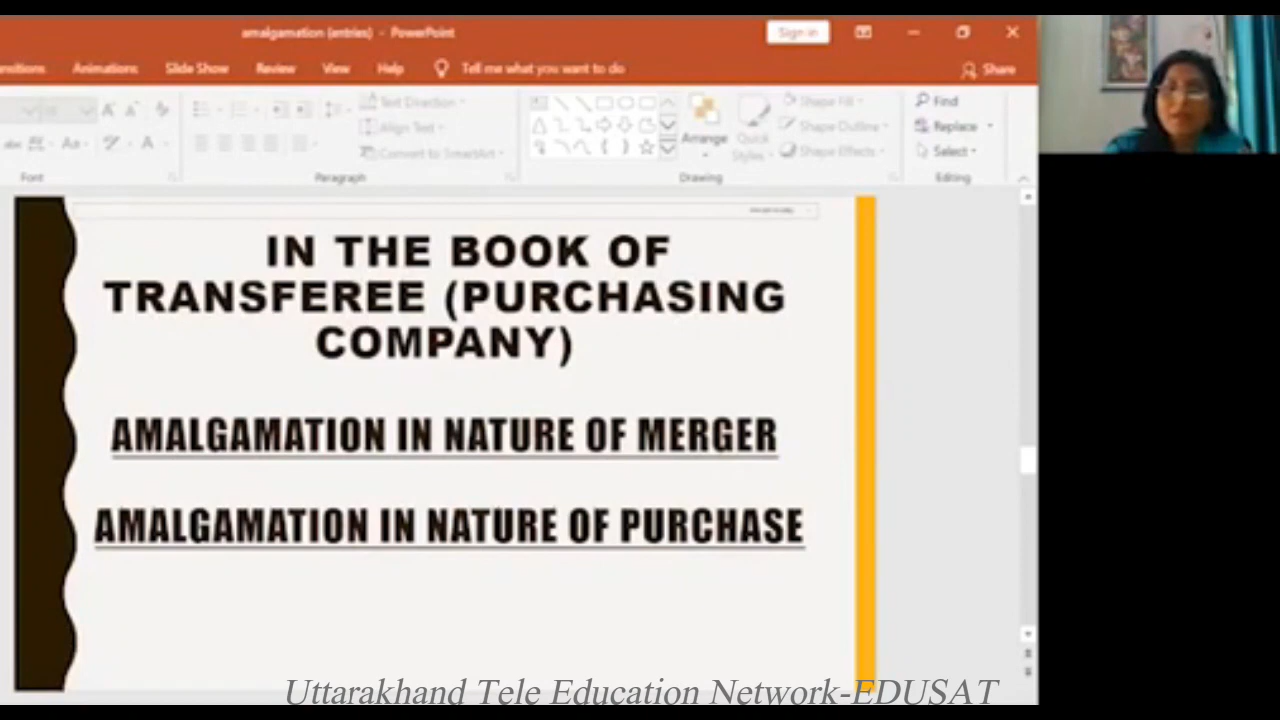 amalgamation (entries) - PowerPoint
Sign in
Animations Slide Show Review View Help Tell me what you want to do Share
Text Direction
Align Text
Convert to SmartArt
Arrange
Quick Styles
Shape Fill
Shape Outline
Shape Effects
Find
Replace
Select
Font Paragraph Drawing Editing
IN THE BOOK OF
TRANSFEREE (PURCHASING
COMPANY)
AMALGAMATION IN NATURE OF MERGER
AMALGAMATION IN NATURE OF PURCHASE
Uttarakhand Tele Education Network-EDUSAT